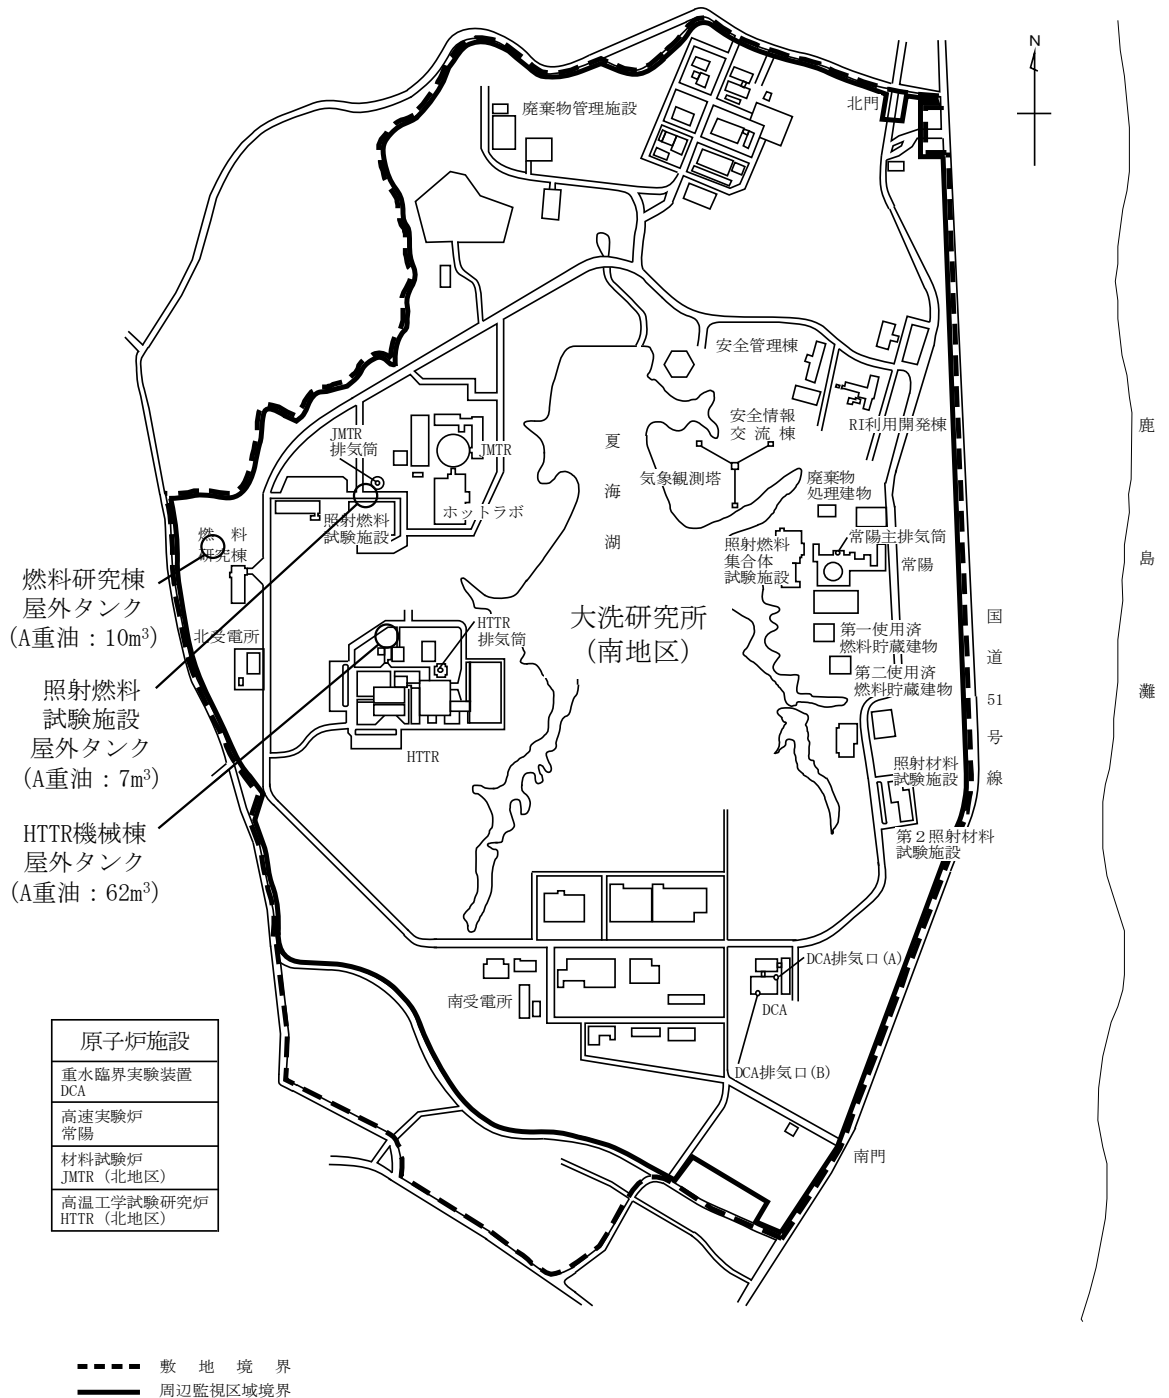 N
北門
廃棄物管理施設
安全管理棟
安全情報
交流棟
RI利用開発棟
鹿島灘
JMTR
排気筒
JMTR
夏海湖
気象観測塔
廃棄物
処理建物
ホットラボ
照射燃料
試験施設
燃料
研究棟
照射燃料
集合体
試験施設
常陽主排気筒
常陽
燃料研究棟
屋外タンク
(A重油：10m³)
北受電所
HTTR
排気筒
大洗研究所
(南地区)
国道51号線
第一使用済
燃料貯蔵建物
第二使用済
燃料貯蔵建物
照射燃料
試験施設
屋外タンク
(A重油：7m³)
HTTR
照射材料
試験施設
第２照射材料
試験施設
HTTR機械棟
屋外タンク
(A重油：62m³)
DCA排気口(A)
南受電所
DCA
DCA排気口(B)
南門
原子炉施設
重水臨界実験装置
DCA
高速実験炉
常陽
材料試験炉
JMTR (北地区)
高温工学試験研究炉
HTTR (北地区)
敷地境界
周辺監視区域境界